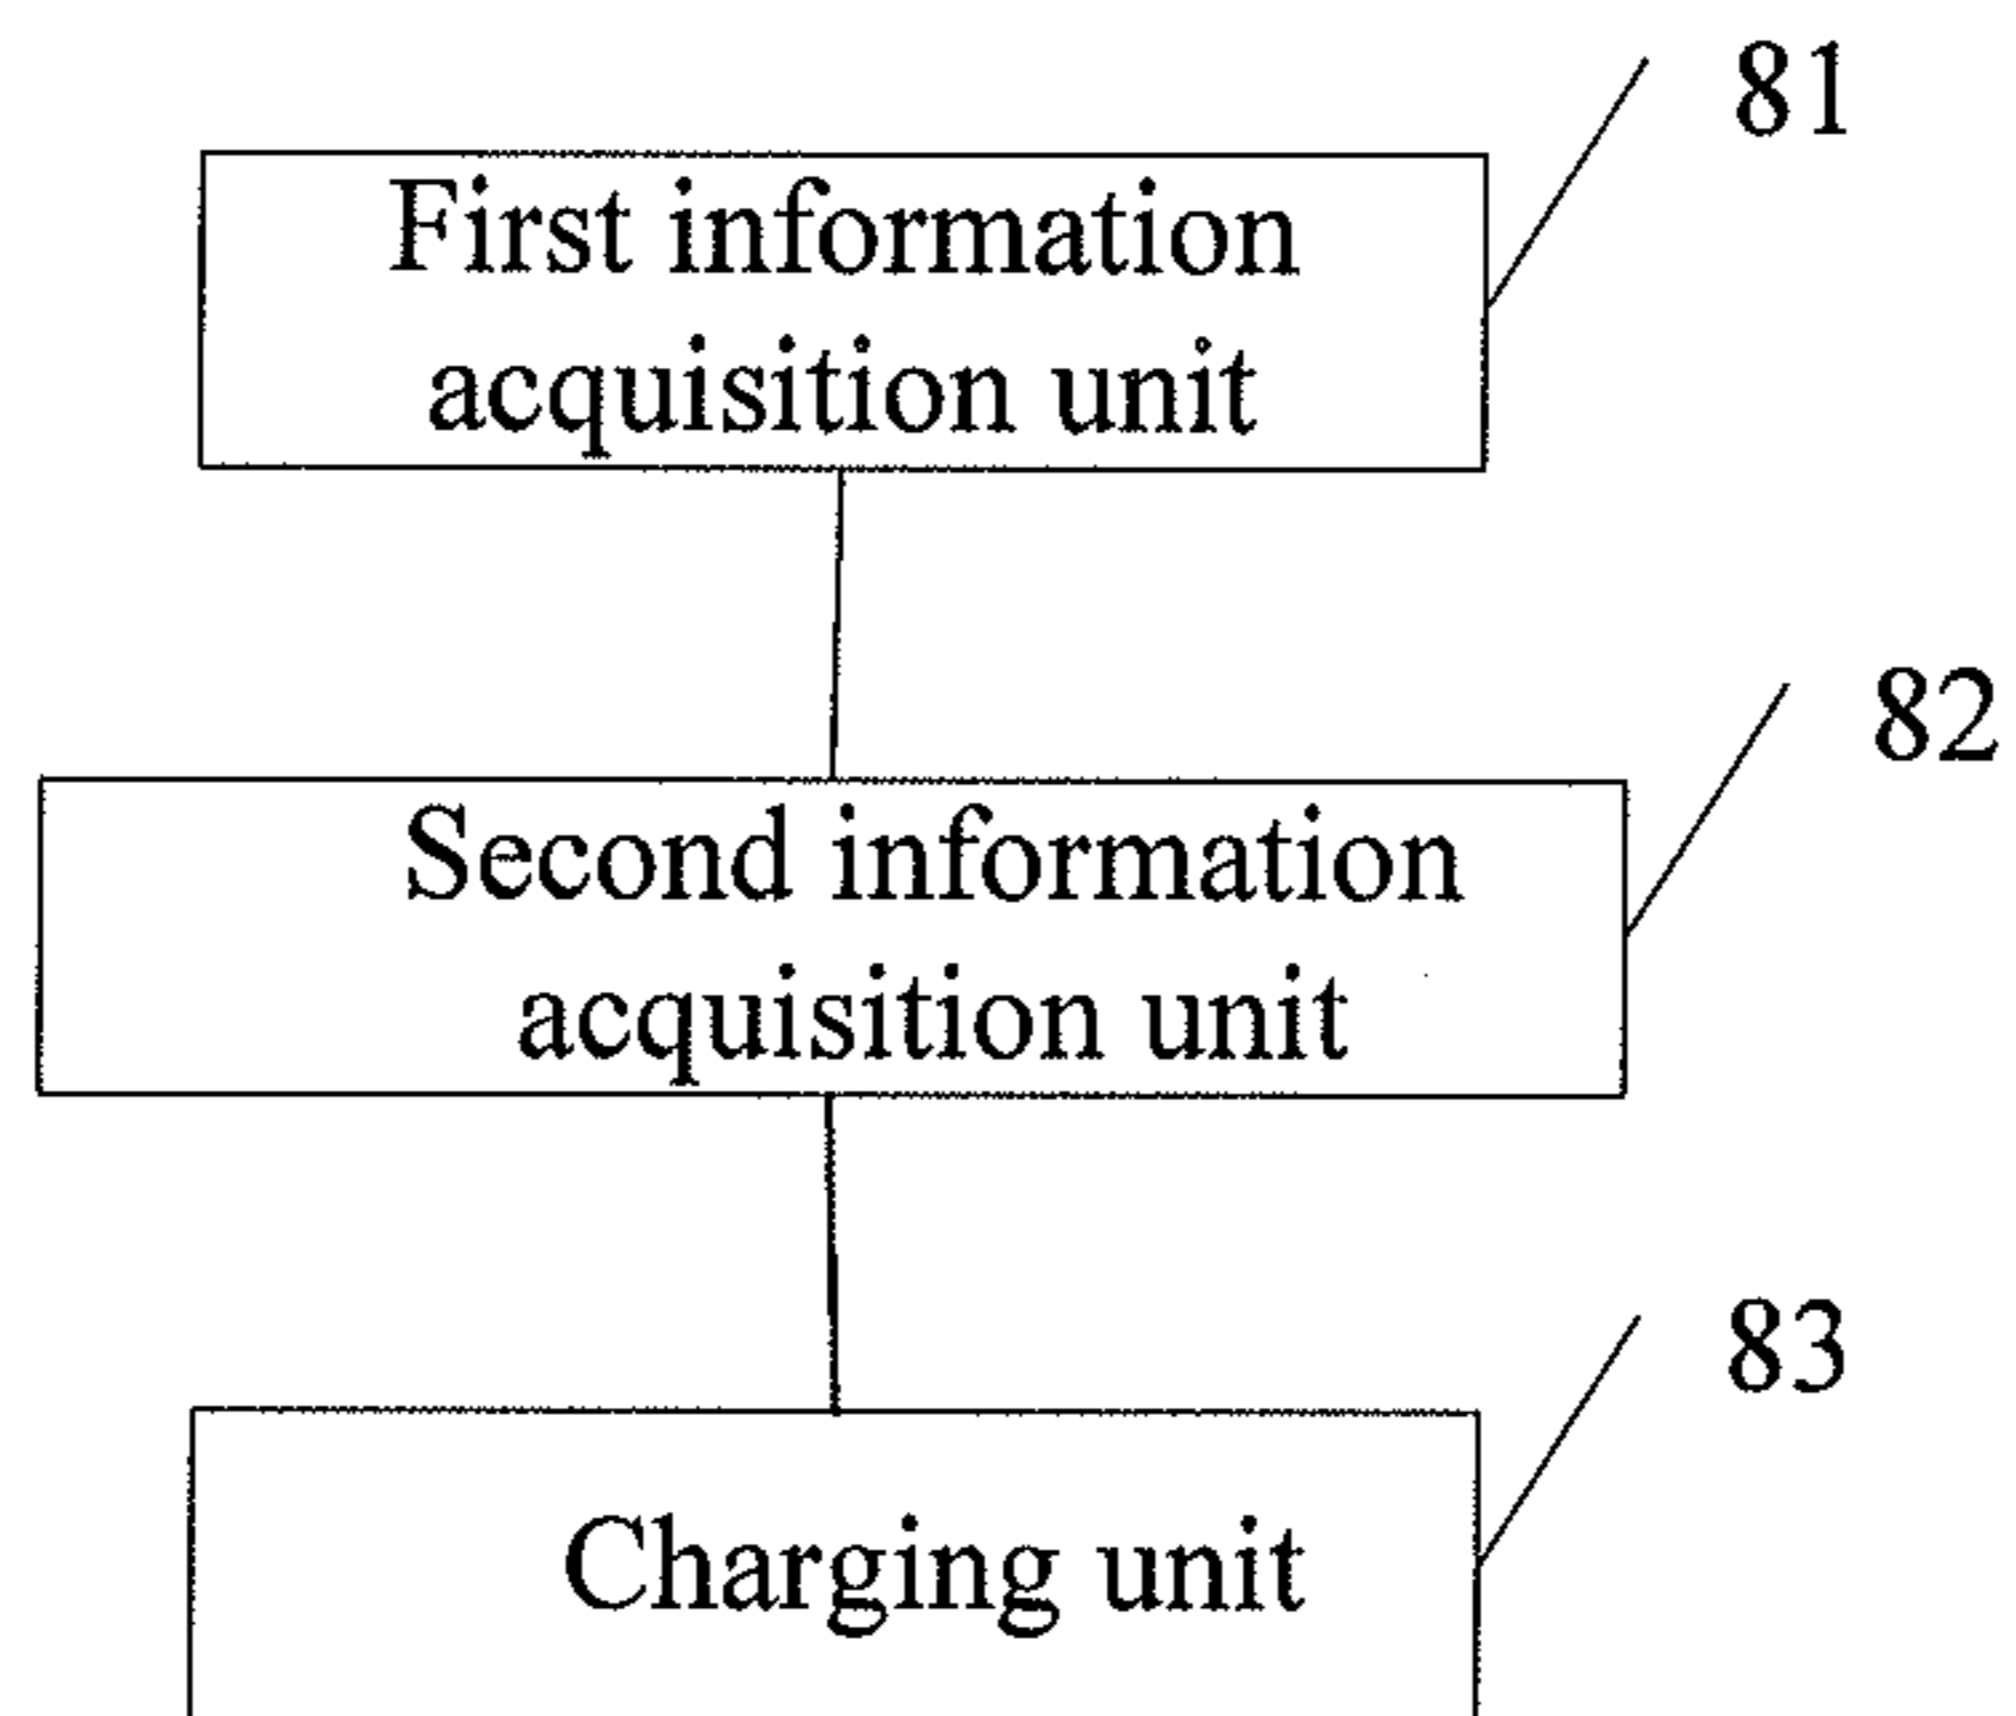 81
First information
acquisition unit
82
Second information
acquisition unit
83
Charging unit